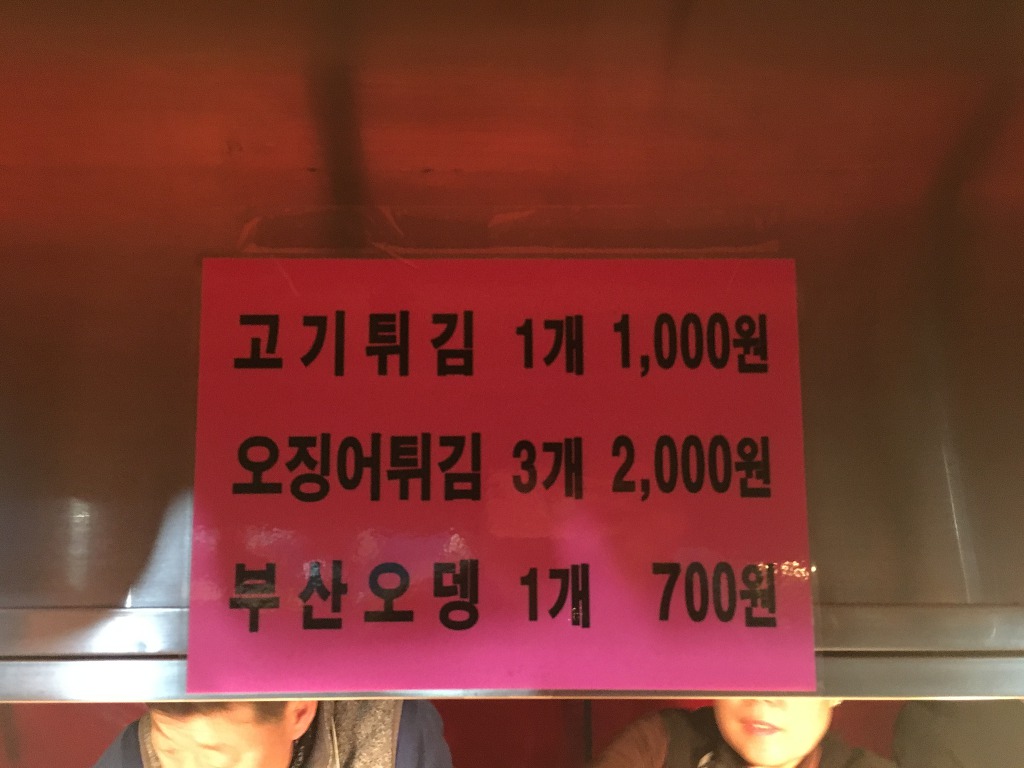 고기튀김 1개 1,000원
오징어튀김 3개 2,000원
부산오뎅 1개 700원